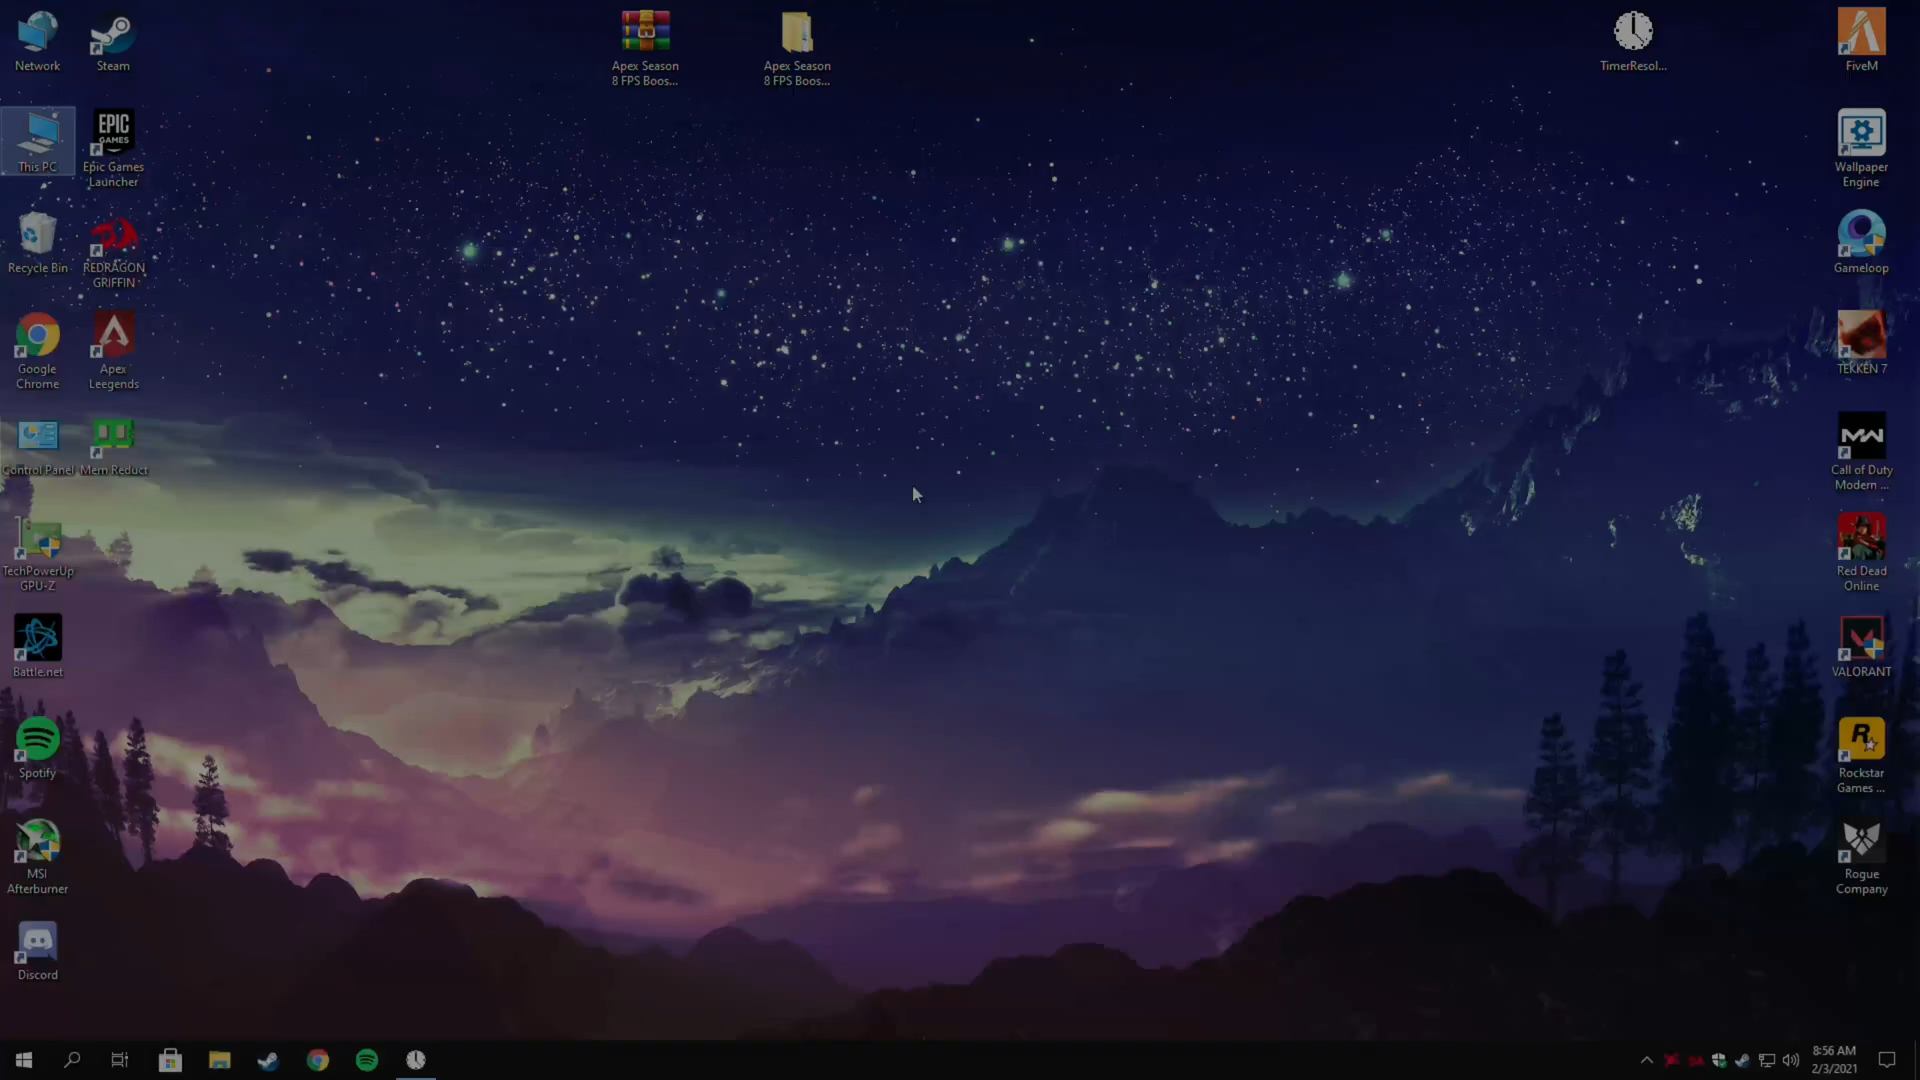 Network
Steam
Apex Season
8 FPS Boos...
Apex Season
8 FPS Boos...
TimerResol...
FiveM
This PC
EPIC
GAMES
Epic Games
Launcher
Wallpaper
Engine
Recycle Bin
REDRAGON
GRIFFIN
Gameloop
Google
Chrome
Apex
Leegends
TEKKEN 7
Control Panel
Mem Reduct
MW
Call of Duty
Modern ...
TechPowerUp
GPU-Z
Red Dead
Online
Battle.net
VALORANT
Spotify
R
Rockstar
Games ...
MSI
Afterburner
Rogue
Company
Discord
8:56 AM
2/3/2021